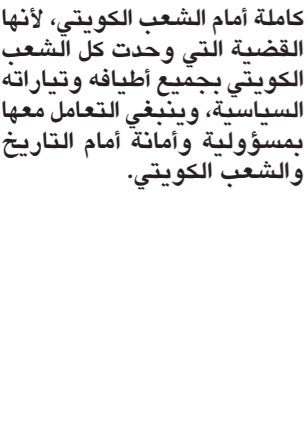 كاملة أمام الشعب الكويتي، لأنها
القضية التي وحدت كل الشعب
الكويتي بجميع أطيافه وتياراته
السياسية، وينبغي التعامل معها
بمسؤولية وأمانة أمام التاريخ
والشعب الكويتي.